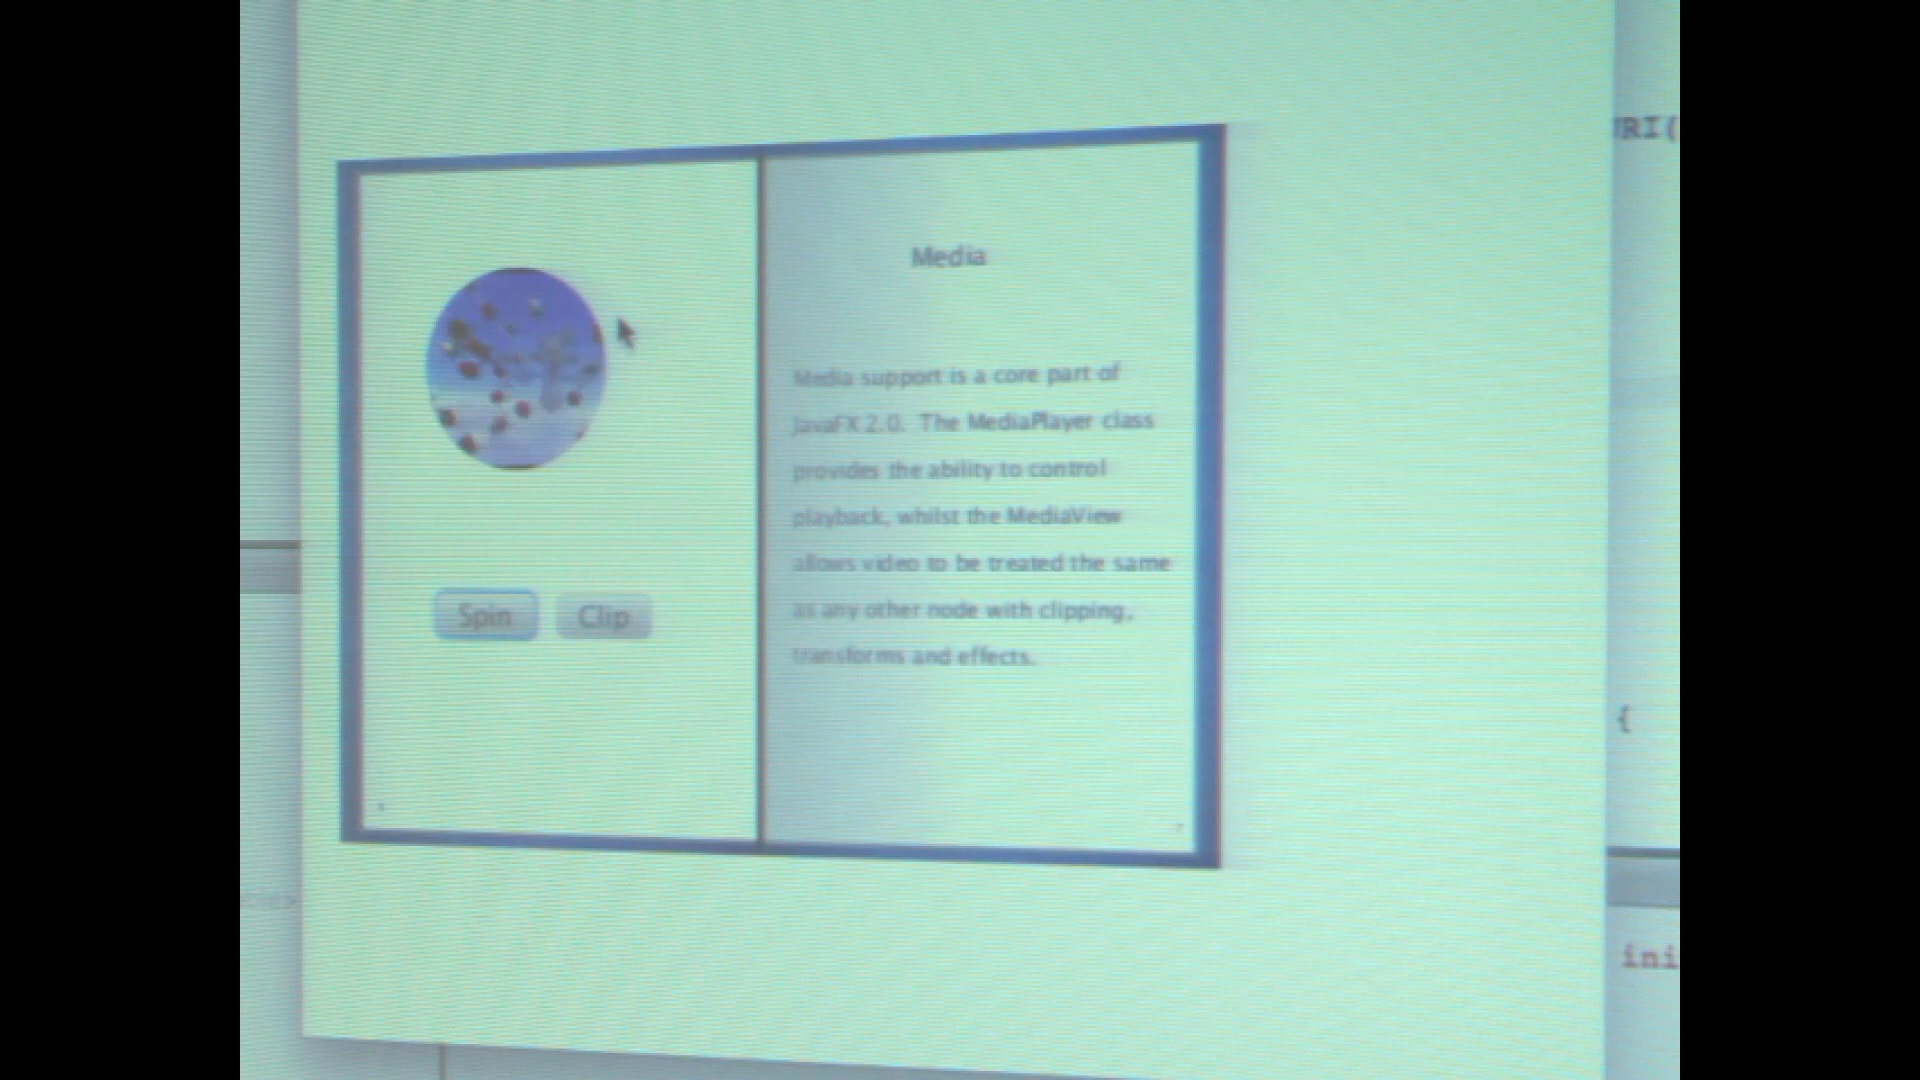 URI(
Media
Media support is a core part of
JavaFX 2.0. The MediaPlayer class
provides the ability to control
playback, whilst the MediaView
allows video to be treated the same
as any other node with clipping,
transforms and effects.
Spin Clip
{
7
ini